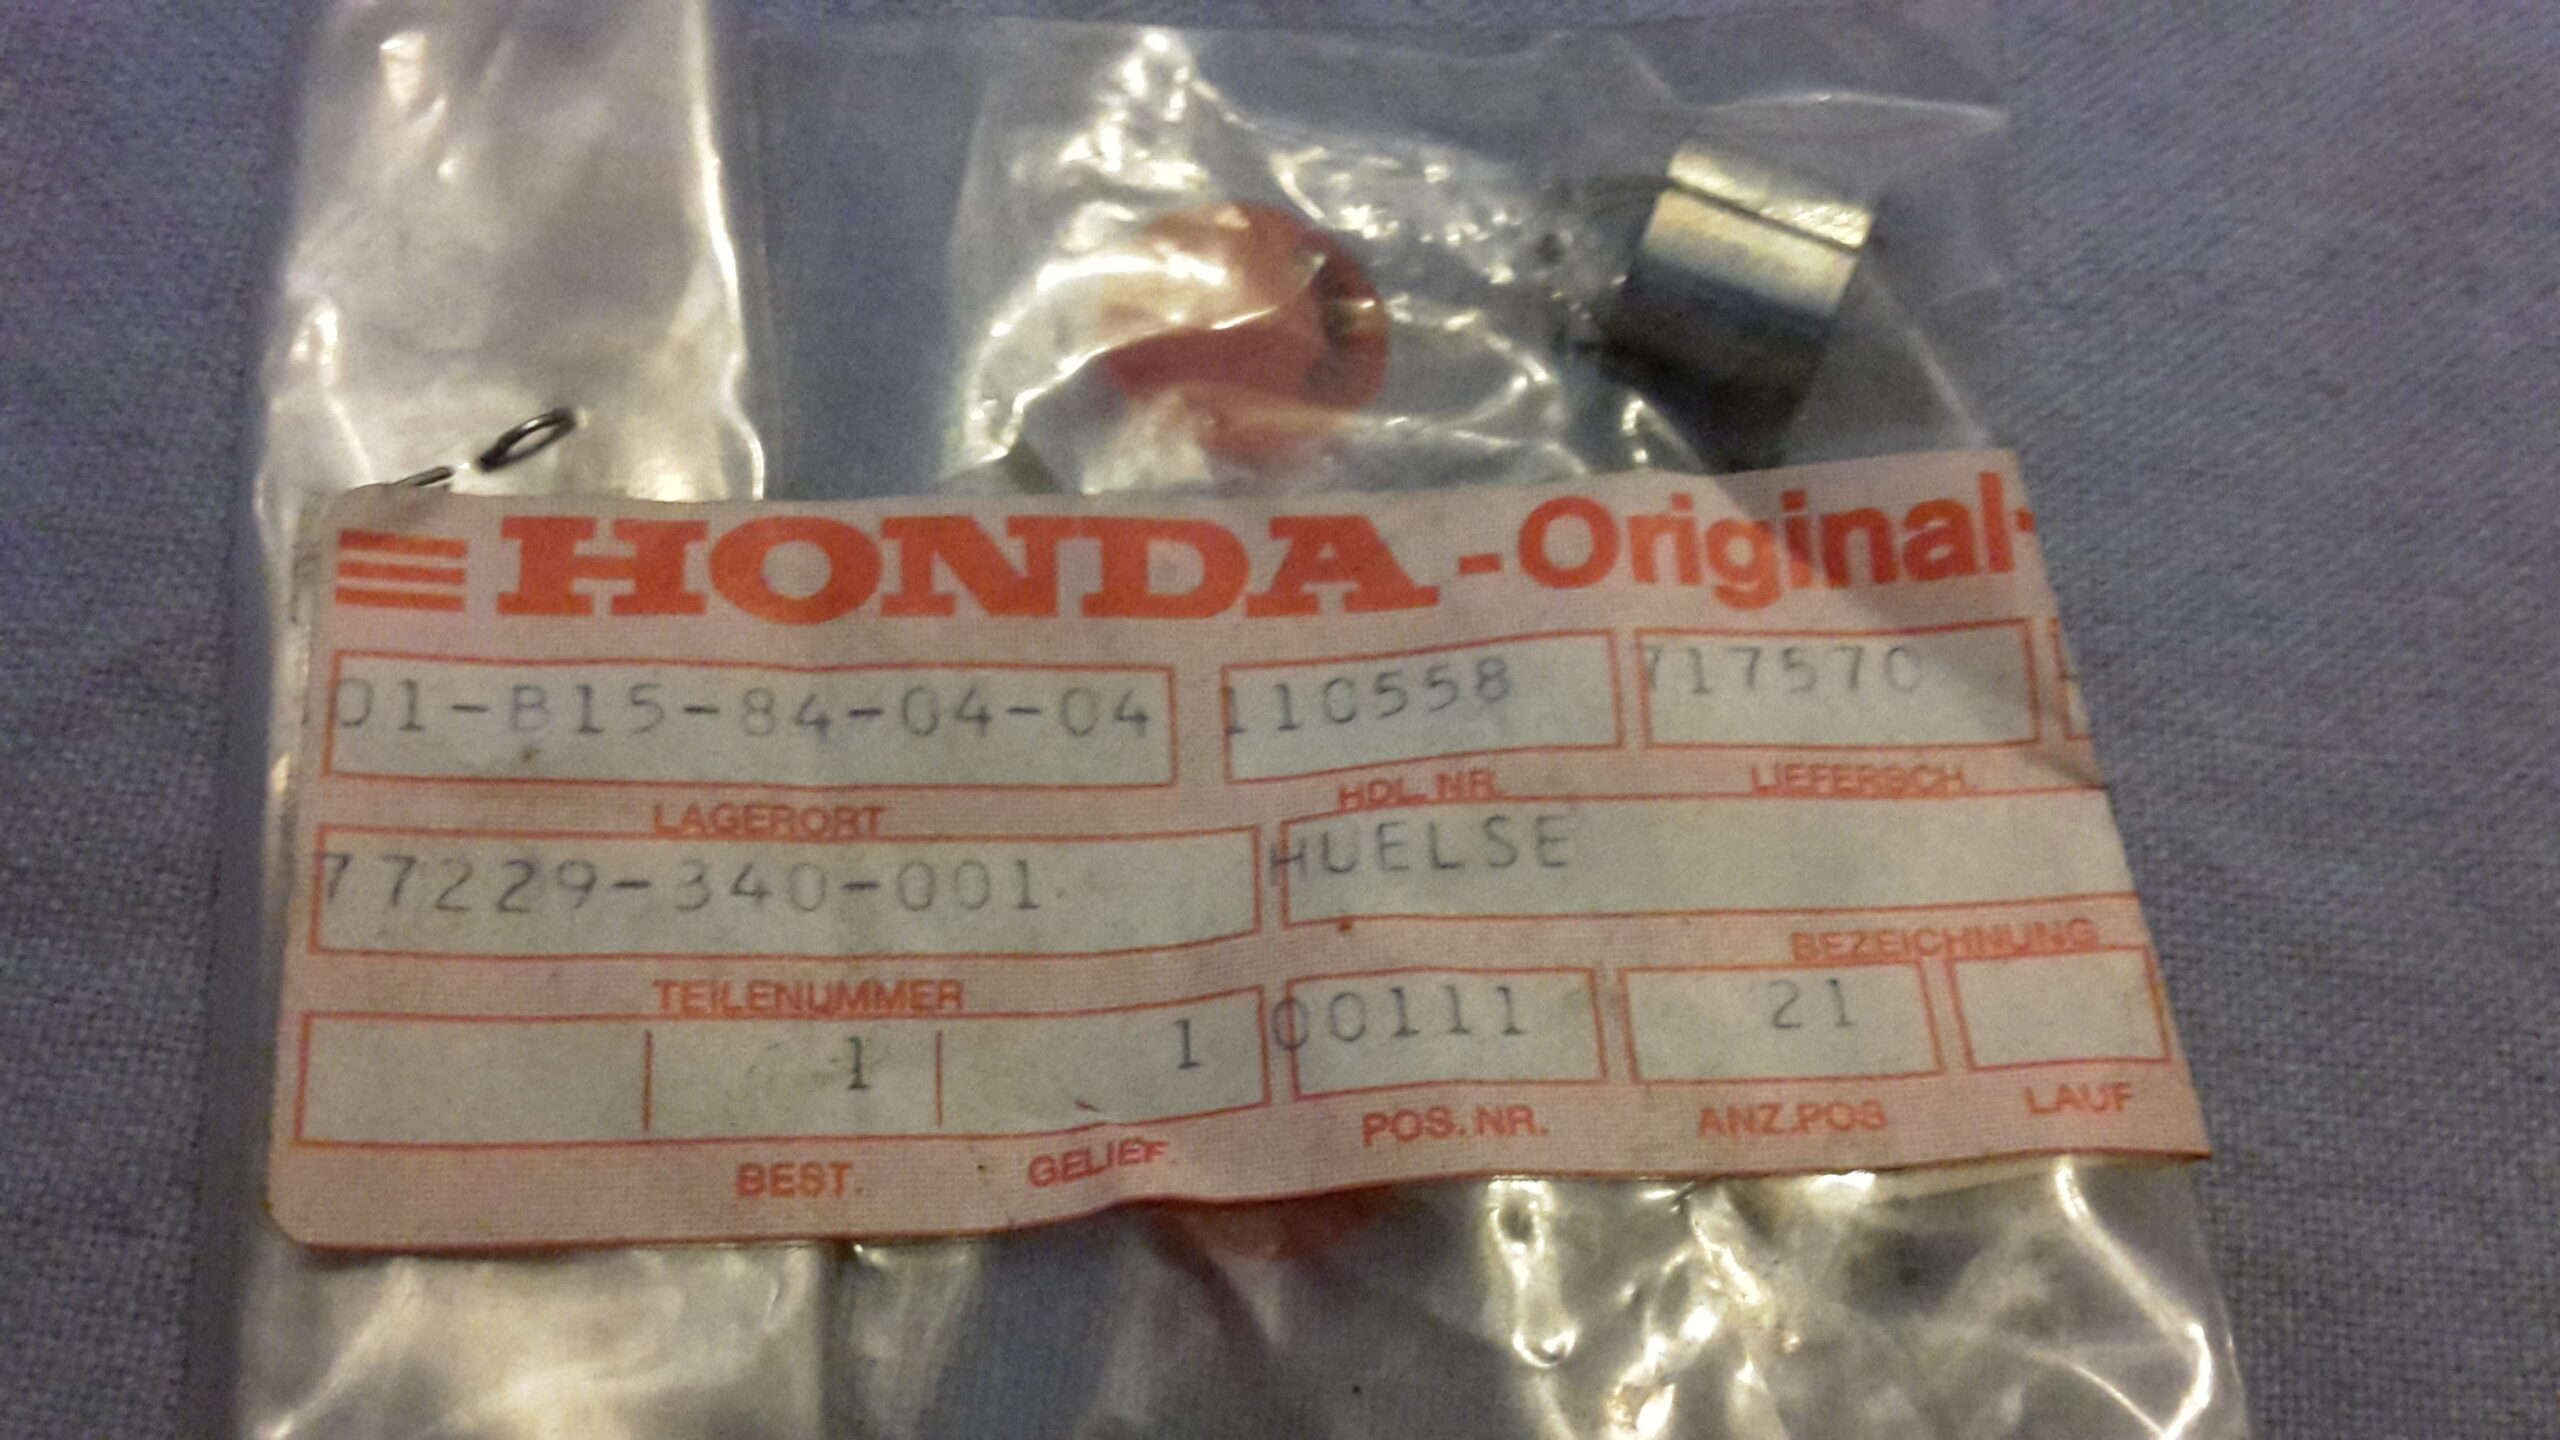 HONDA-Original-
01-B15-84-04-04 110558 717570
LAGERORT HDL. NR. LIEFERSCH.
77229-340-001 HUELSE
TEILENUMMER BEZEICHNUNG
1 1 00111 21
BEST. GELIEF. POS. NR. ANZ.POS LAUF